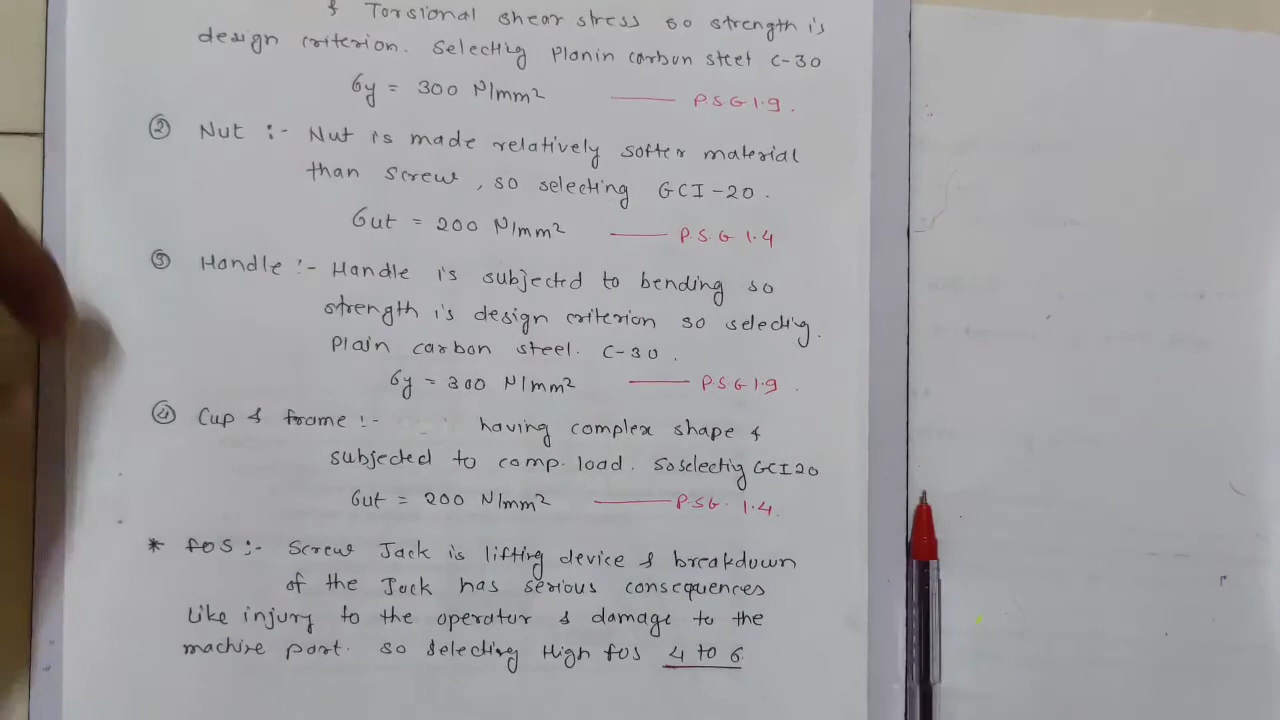 & Torsional shear stress so strength is
design criterion. Selecting Planin carbon steel C-30
σy = 300 N/mm² —— P.S.G 1.9.
② Nut :- Nut is made relatively softer material
than screw, so selecting GCI-20.
σut = 200 N/mm² —— P.S.G 1.4
③ Handle :- Handle is subjected to bending so
strength is design criterion so selecting.
Plain carbon steel. C-30.
σy = 300 N/mm² —— P.S.G 1.9.
④ Cup & frame :- having complex shape &
subjected to comp. load. So selectig GCI20
σut = 200 N/mm² —— P.S.G. 1.4.
* FOS :- Screw Jack is lifting device & breakdown
of the Jack has serious consequences
Like injury to the operator & damage to the
machine part. so selecting High fos 4 to 6.